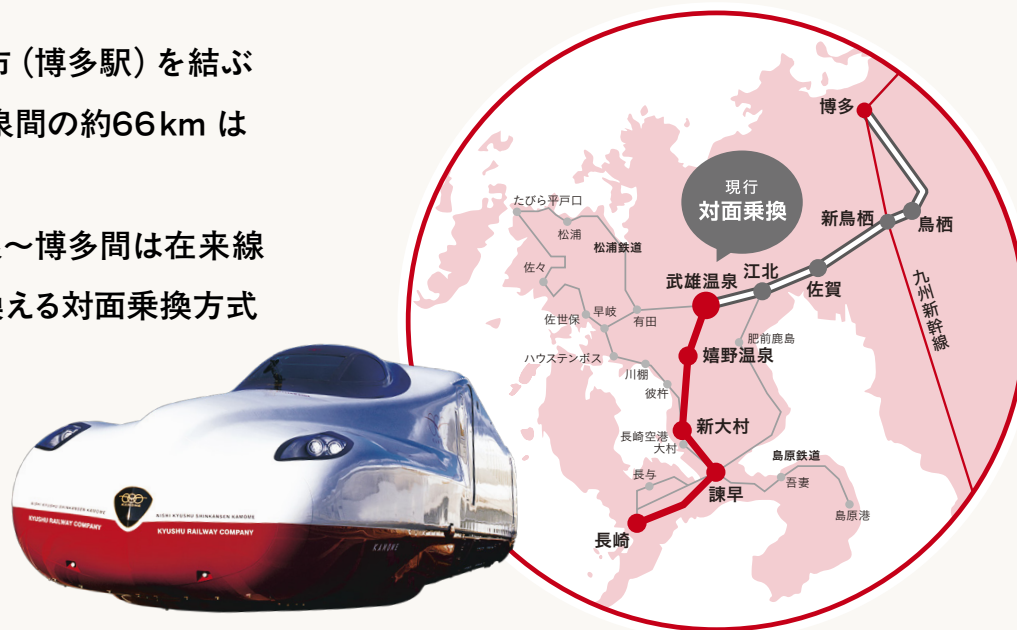 市（博多駅）を結ぶ
泉間の約66km は
～博多間は在来線
換える対面乗換方式
博多
現行
対面乗換
新鳥栖
鳥栖
たびら平戸口
松浦
松浦鉄道
武雄温泉
江北
佐賀
九州新幹線
佐々
佐世保
早岐
有田
肥前鹿島
ハウステンボス
嬉野温泉
川棚
彼杵
新大村
長崎空港
大村
島原鉄道
長与
諫早
吾妻
島原港
長崎
NISHI KYUSHU SHINKANSEN KAMOME
KYUSHU RAILWAY COMPANY
KYUSHU RAILWAY COMPANY
KAMOME